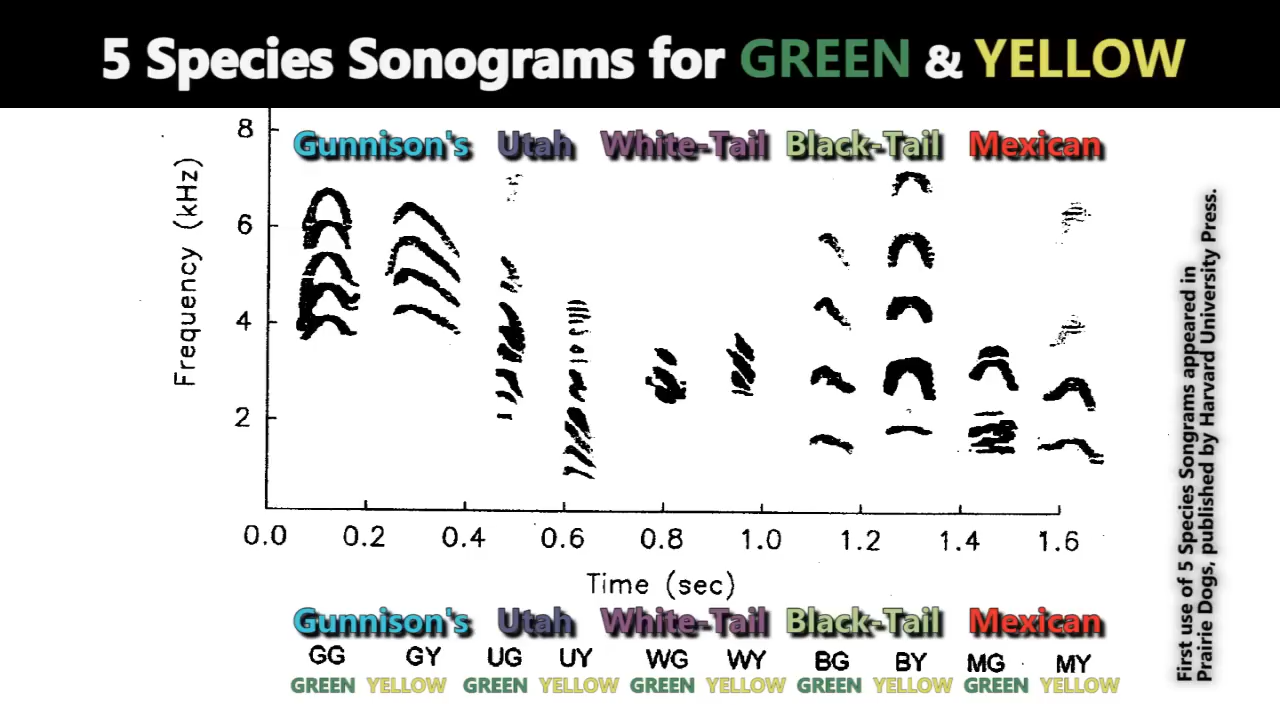 5 Species Sonograms for GREEN & YELLOW
Gunnison's Utah White-Tail Black-Tail Mexican
8
6
4
2
Frequency (kHz)
0.0 0.2 0.4 0.6 0.8 1.0 1.2 1.4 1.6
Time (sec)
Gunnison's Utah White-Tail Black-Tail Mexican
GG GY UG UY WG WY BG BY MG MY
GREEN YELLOW GREEN YELLOW GREEN YELLOW GREEN YELLOW GREEN YELLOW
First use of 5 Species Songrams appeared in
Prairie Dogs, published by Harvard University Press.